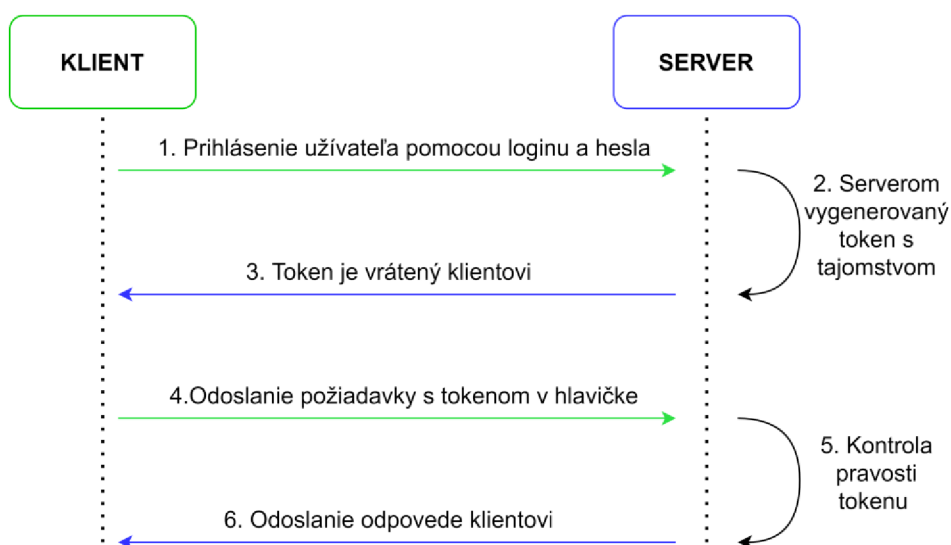 KLIENT
SERVER
1. Prihlásenie užívateľa pomocou loginu a hesla
2. Serverom
vygenerovaný
token s
tajomstvom
3. Token je vrátený klientovi
4.Odoslanie požiadavky s tokenom v hlavičke
5. Kontrola
pravosti
tokenu
6. Odoslanie odpovede klientovi